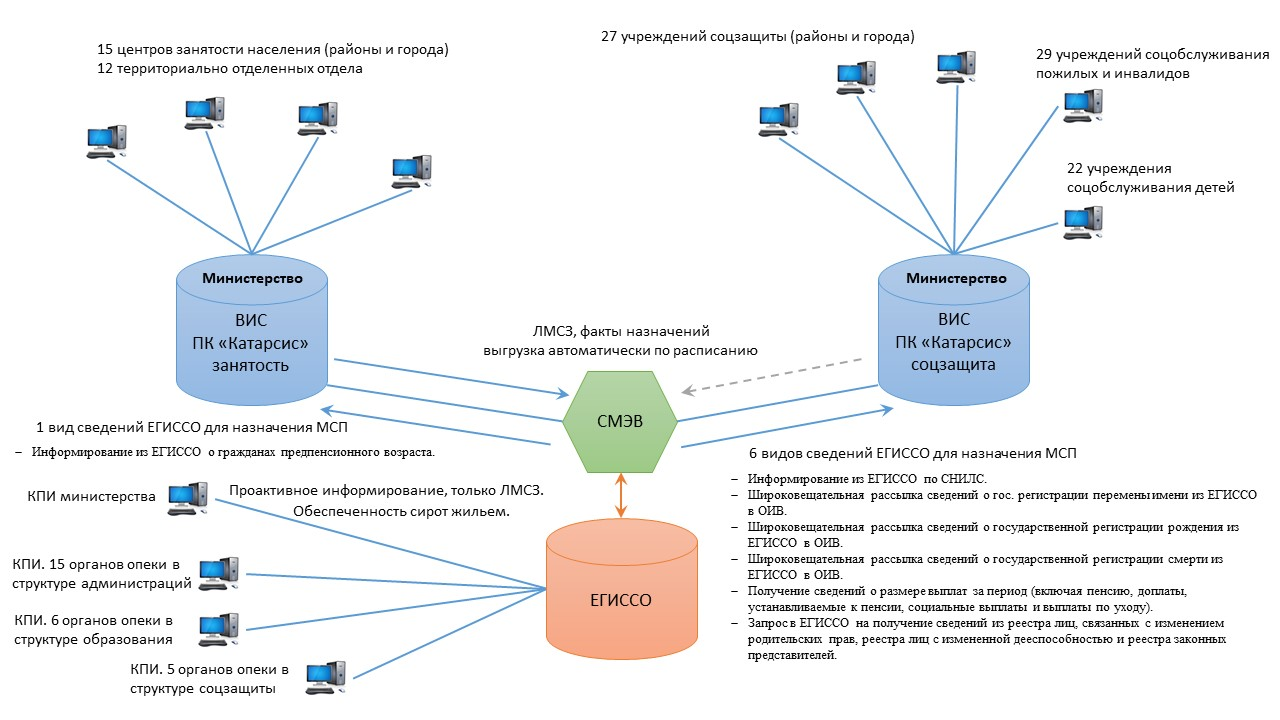 15 центров занятости населения (районы и города)
12 территориально отделенных отдела
27 учреждений соцзащиты (районы и города)
29 учреждений соцобслуживания
пожилых и инвалидов
22 учреждения
соцобслуживания детей
Министерство
ВИС
ПК «Катарсис»
занятость
Министерство
ВИС
ПК «Катарсис»
соцзащита
ЛМСЗ, факты назначений
выгрузка автоматически по расписанию
СМЭВ
1 вид сведений ЕГИССО для назначения МСП
– Информирование из ЕГИССО о гражданах предпенсионного возраста.
6 видов сведений ЕГИССО для назначения МСП
– Информирование из ЕГИССО по СНИЛС.
– Широковещательная рассылка сведений о гос. регистрации перемены имени из ЕГИССО
в ОИВ.
– Широковещательная рассылка сведений о государственной регистрации рождения из
ЕГИССО в ОИВ.
– Широковещательная рассылка сведений о государственной регистрации смерти из
ЕГИССО в ОИВ.
– Получение сведений о размере выплат за период (включая пенсию, доплаты,
устанавливаемые к пенсии, социальные выплаты и выплаты по уходу).
– Запрос в ЕГИССО на получение сведений из реестра лиц, связанных с изменением
родительских прав, реестра лиц с измененной дееспособностью и реестра законных
представителей.
КПИ министерства
Проактивное информирование, только ЛМСЗ.
Обеспеченность сирот жильем.
КПИ. 15 органов опеки в
структуре администраций
КПИ. 6 органов опеки в
структуре образования
КПИ. 5 органов опеки в
структуре соцзащиты
ЕГИССО